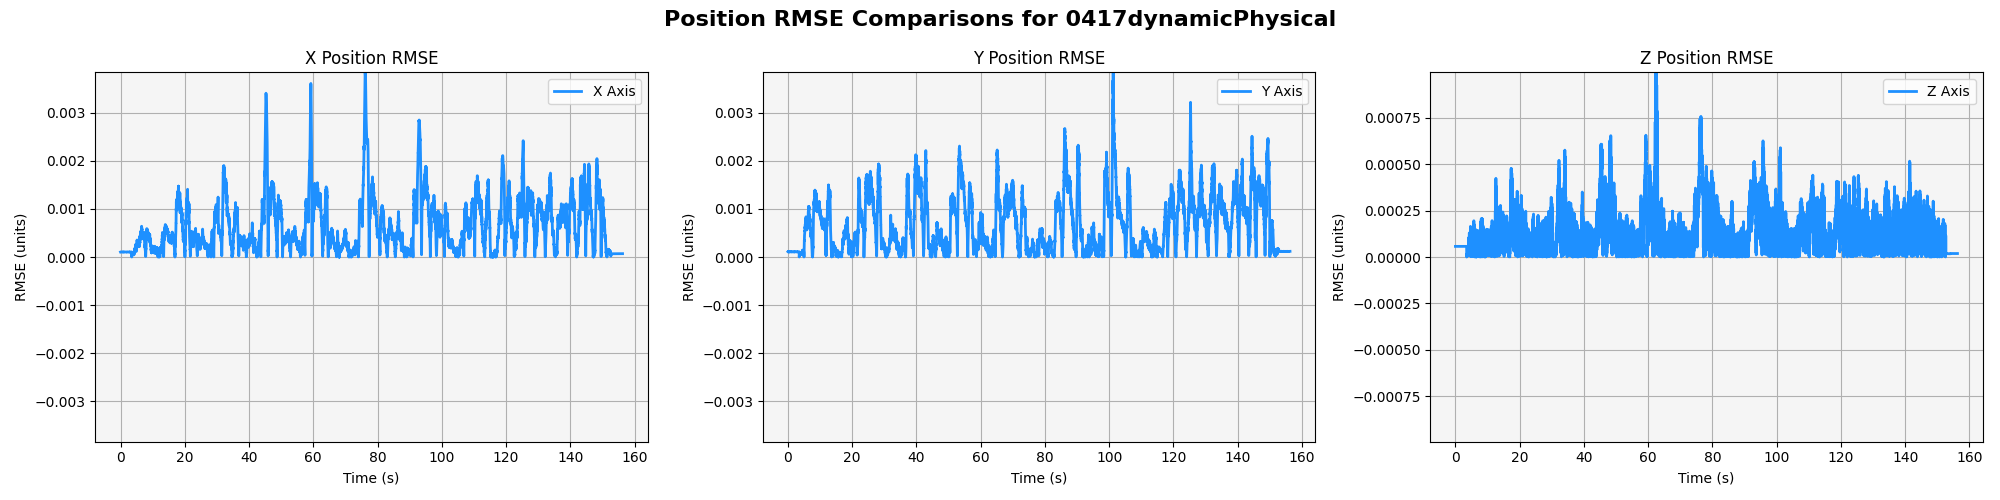 Position RMSE Comparisons for 0417dynamicPhysical
X Position RMSE
RMSE (units)
0.003
0.002
0.001
0.000
−0.001
−0.002
−0.003
X Axis
0 20 40 60 80 100 120 140 160
Time (s)
Y Position RMSE
RMSE (units)
0.003
0.002
0.001
0.000
−0.001
−0.002
−0.003
Y Axis
0 20 40 60 80 100 120 140 160
Time (s)
Z Position RMSE
RMSE (units)
0.00075
0.00050
0.00025
0.00000
−0.00025
−0.00050
−0.00075
Z Axis
0 20 40 60 80 100 120 140 160
Time (s)